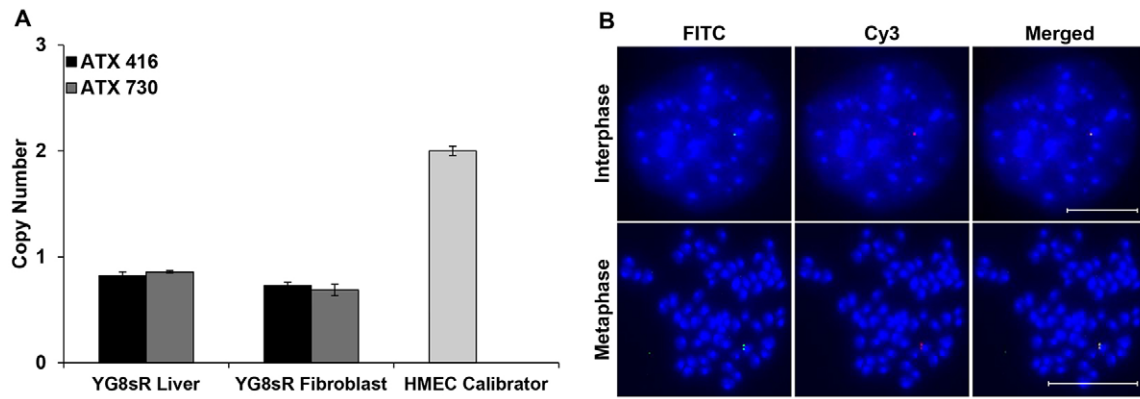 A
3
ATX 416
ATX 730
2
1
0
Copy Number
YG8sR Liver
YG8sR Fibroblast
HMEC Calibrator
B
FITC
Cy3
Merged
Interphase
Metaphase